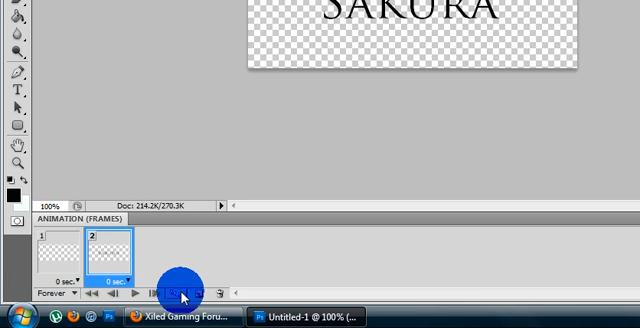 SAKURA
T
100%
Doc: 214.2K/270.3K
ANIMATION (FRAMES)
1
2
0 sec.
0 sec.
Forever
Xiled Gaming Foru...
Ps
Untitled-1 @ 100% (...